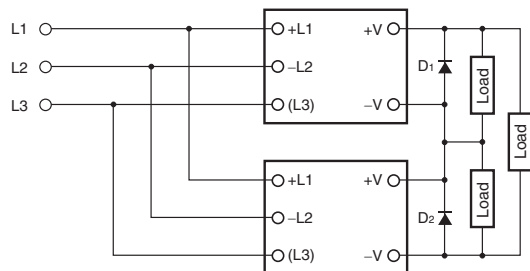 L1 +L1 +V
L2 −L2 D1 Load
L3 (L3) −V Load
+L1 +V
−L2 D2 Load
(L3) −V